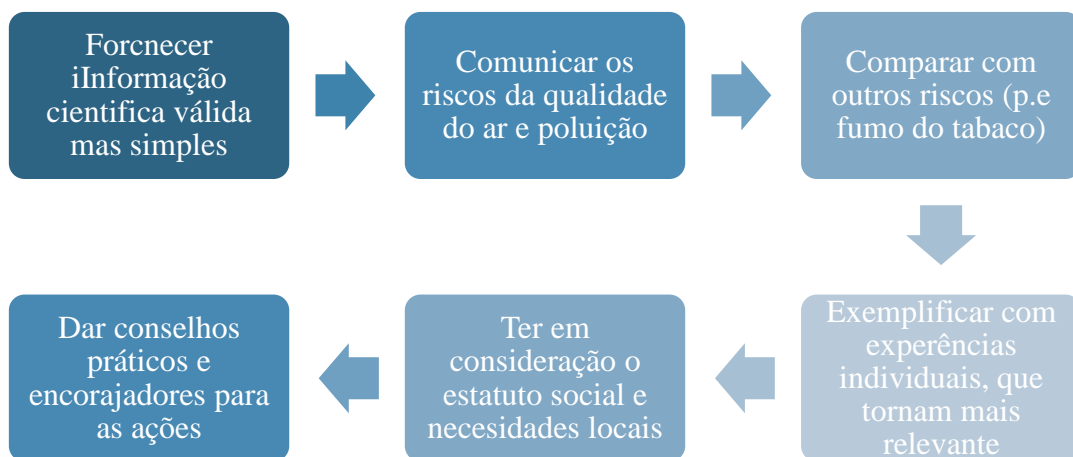 Forcnecer
iInformação
cientifica válida
mas simples
Comunicar os
riscos da qualidade
do ar e poluição
Comparar com
outros riscos (p.e
fumo do tabaco)
Exemplificar com
experências
individuais, que
tornam mais
relevante
Ter em
consideração o
estatuto social e
necessidades locais
Dar conselhos
práticos e
encorajadores para
as ações